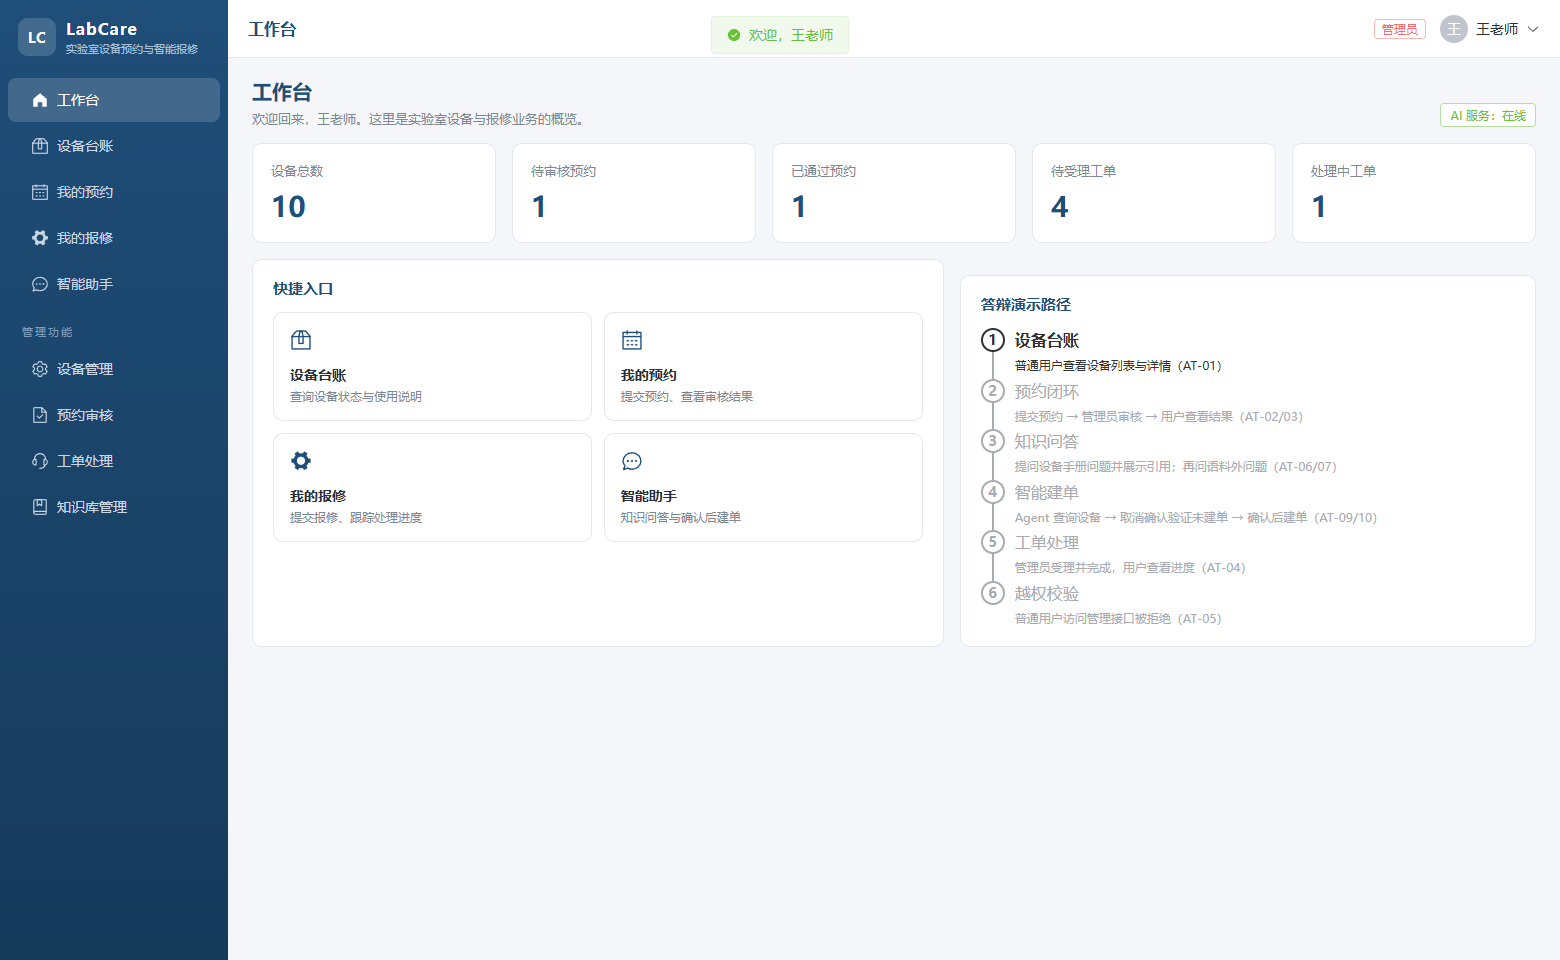 LC
LabCare
实验室设备预约与智能报修
工作台
设备台账
我的预约
我的报修
智能助手
管理功能
设备管理
预约审核
工单处理
知识库管理
工作台
欢迎，王老师
管理员
王
王老师
工作台
欢迎回来，王老师。这里是实验室设备与报修业务的概览。
AI 服务：在线
设备总数
10
待审核预约
1
已通过预约
1
待受理工单
4
处理中工单
1
快捷入口
设备台账
查询设备状态与使用说明
我的预约
提交预约、查看审核结果
我的报修
提交报修、跟踪处理进度
智能助手
知识问答与确认后建单
答辩演示路径
1 设备台账
普通用户查看设备列表与详情（AT-01）
2 预约闭环
提交预约 → 管理员审核 → 用户查看结果（AT-02/03）
3 知识问答
提问设备手册问题并展示引用；再问语料外问题（AT-06/07）
4 智能建单
Agent 查询设备 → 取消确认验证未建单 → 确认后建单（AT-09/10）
5 工单处理
管理员受理并完成，用户查看进度（AT-04）
6 越权校验
普通用户访问管理接口被拒绝（AT-05）